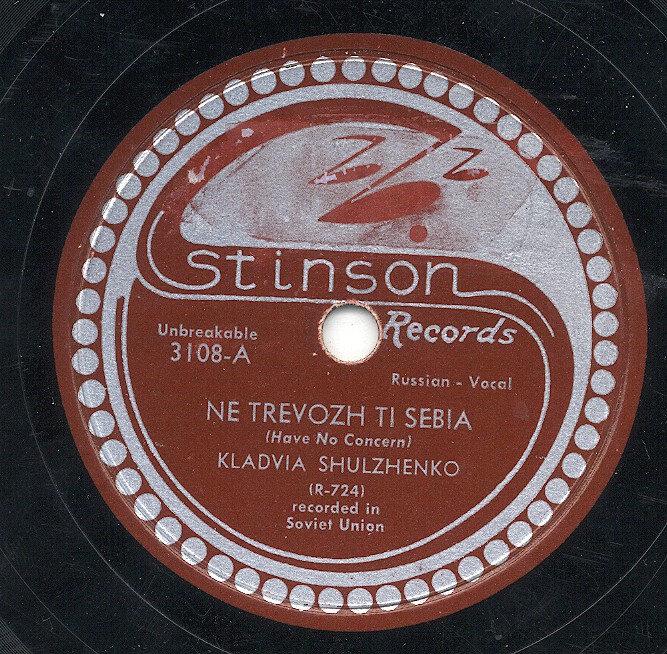 stinson
Records
Unbreakable
3108-A
Russian - Vocal
NE TREVOZH TI SEBIA
(Have No Concern)
KLADVIA SHULZHENKO
(R-724)
recorded in
Soviet Union